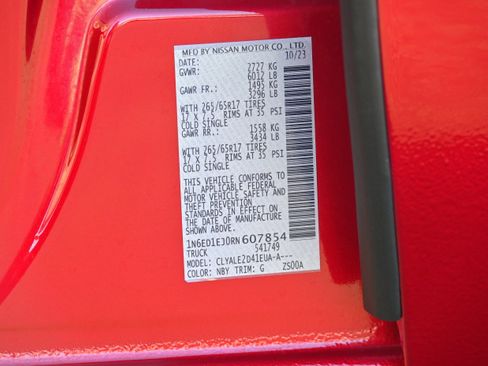 MFD BY NISSAN MOTOR CO., LTD.
DATE: 10/23
GVWR: 2727 KG
6012 LB
GAWR FR.: 1495 KG
3296 LB
WITH 265/65R17 TIRES
17 X 7.5 RIMS AT 35 PSI
COLD SINGLE
GAWR RR.: 1558 KG
3434 LB
WITH 265/65R17 TIRES
17 X 7.5 RIMS AT 35 PSI
COLD SINGLE
THIS VEHICLE CONFORMS TO
ALL APPLICABLE FEDERAL
MOTOR VEHICLE SAFETY AND
THEFT PREVENTION
STANDARDS IN EFFECT ON
THE DATE OF MANUFACTURE
SHOWN ABOVE.
1N6ED1EJ0RN607854
TRUCK 541749
MODEL: CLYALEZD41EUA-A---
COLOR: NBY TRIM: G ZS00A